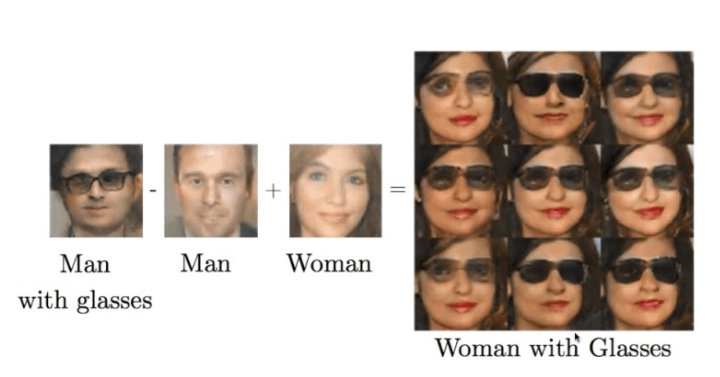 - + =
Man
with glasses
Man
Woman
Woman with Glasses